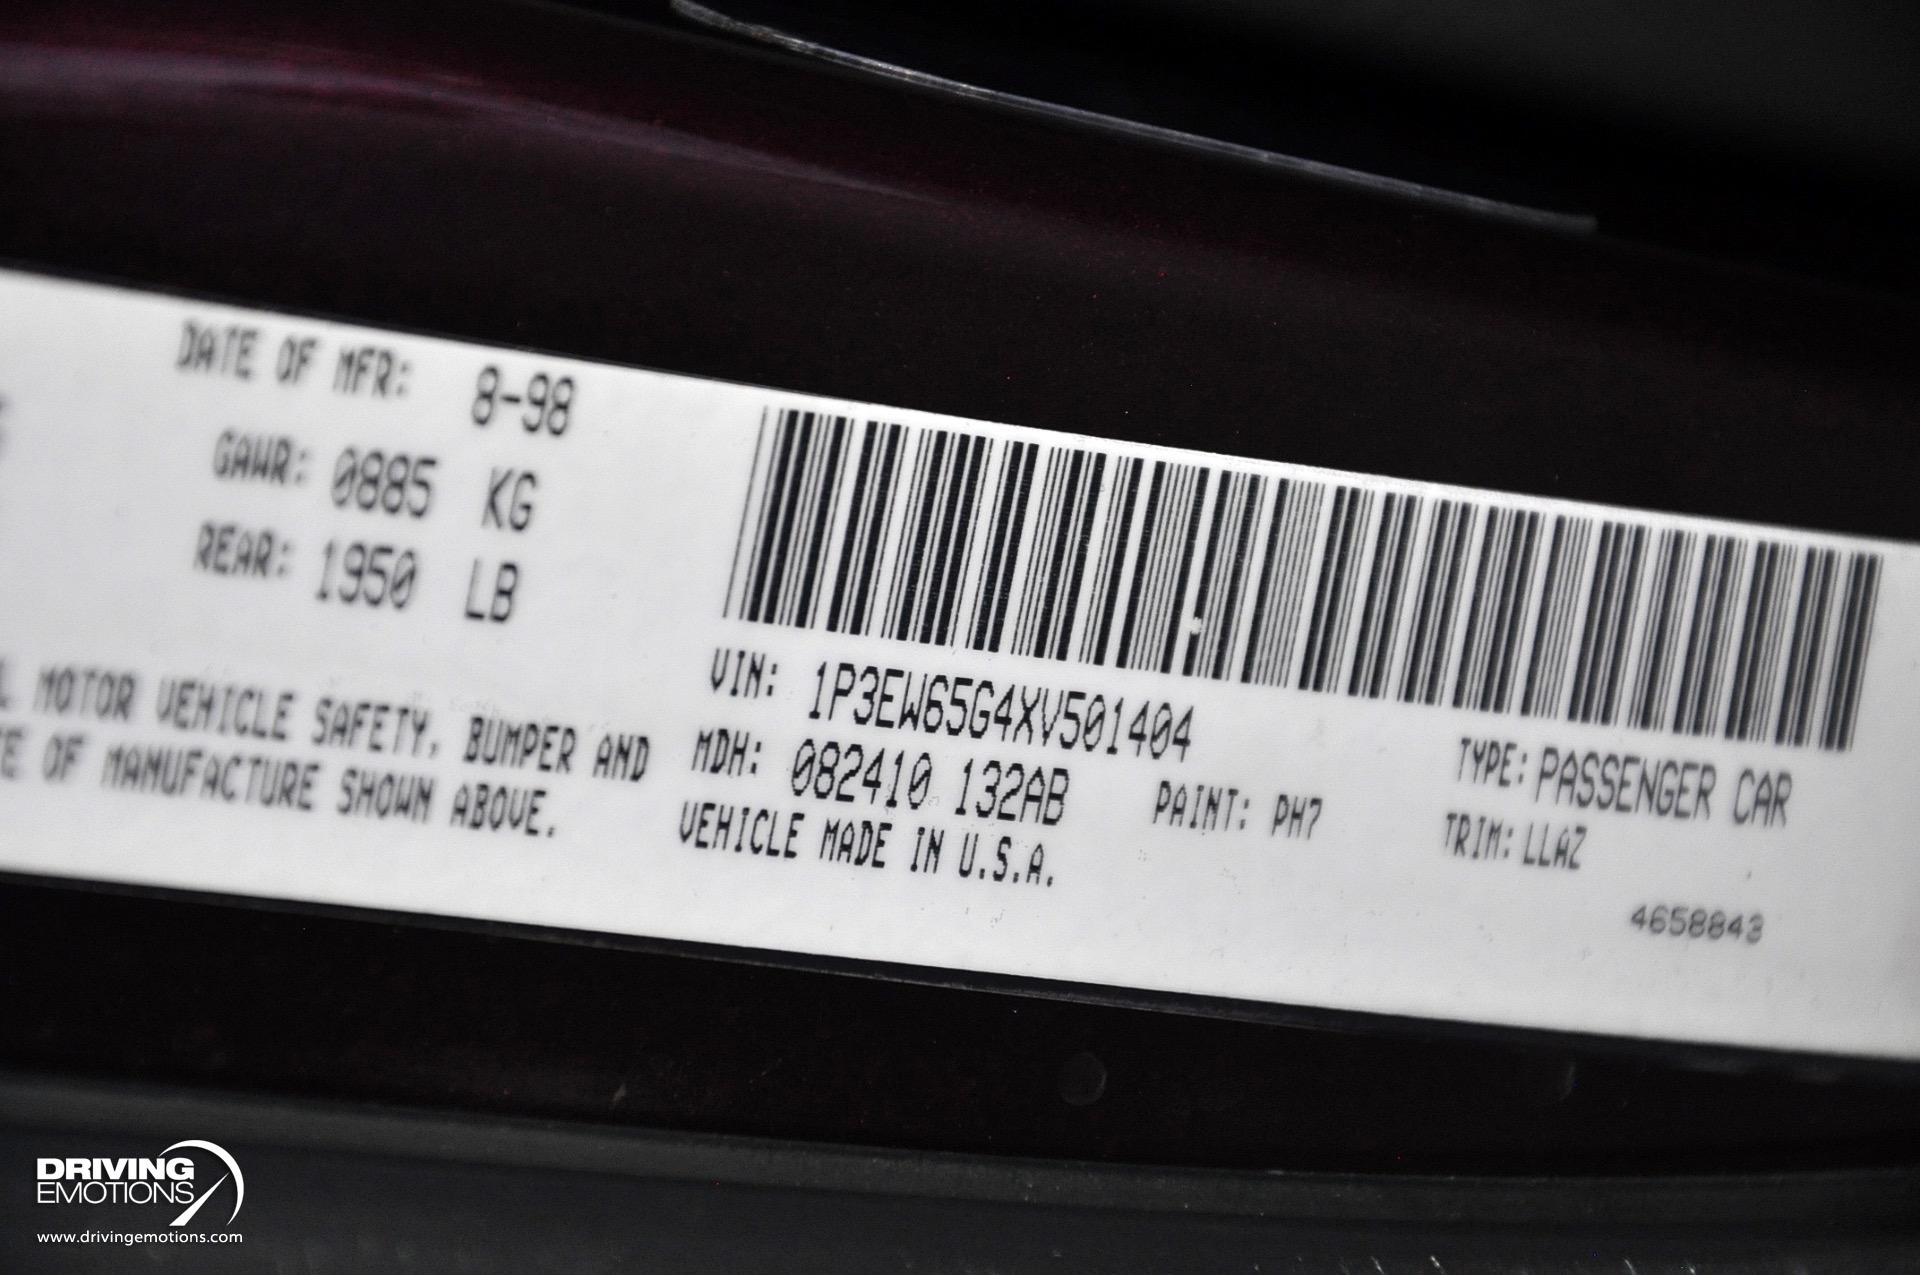 DATE OF MFR: 8-98
GAWR: 0885 KG
REAR: 1950 LB
MOTOR VEHICLE SAFETY, BUMPER AND
OF MANUFACTURE SHOWN ABOVE.
VIN: 1P3EW65G4XV501404
MDH: 082410 132AB
PAINT: PH7
VEHICLE MADE IN U.S.A.
TYPE: PASSENGER CAR
TRIM: LLAZ
4658843
DRIVING
EMOTIONS
www.drivingemotions.com